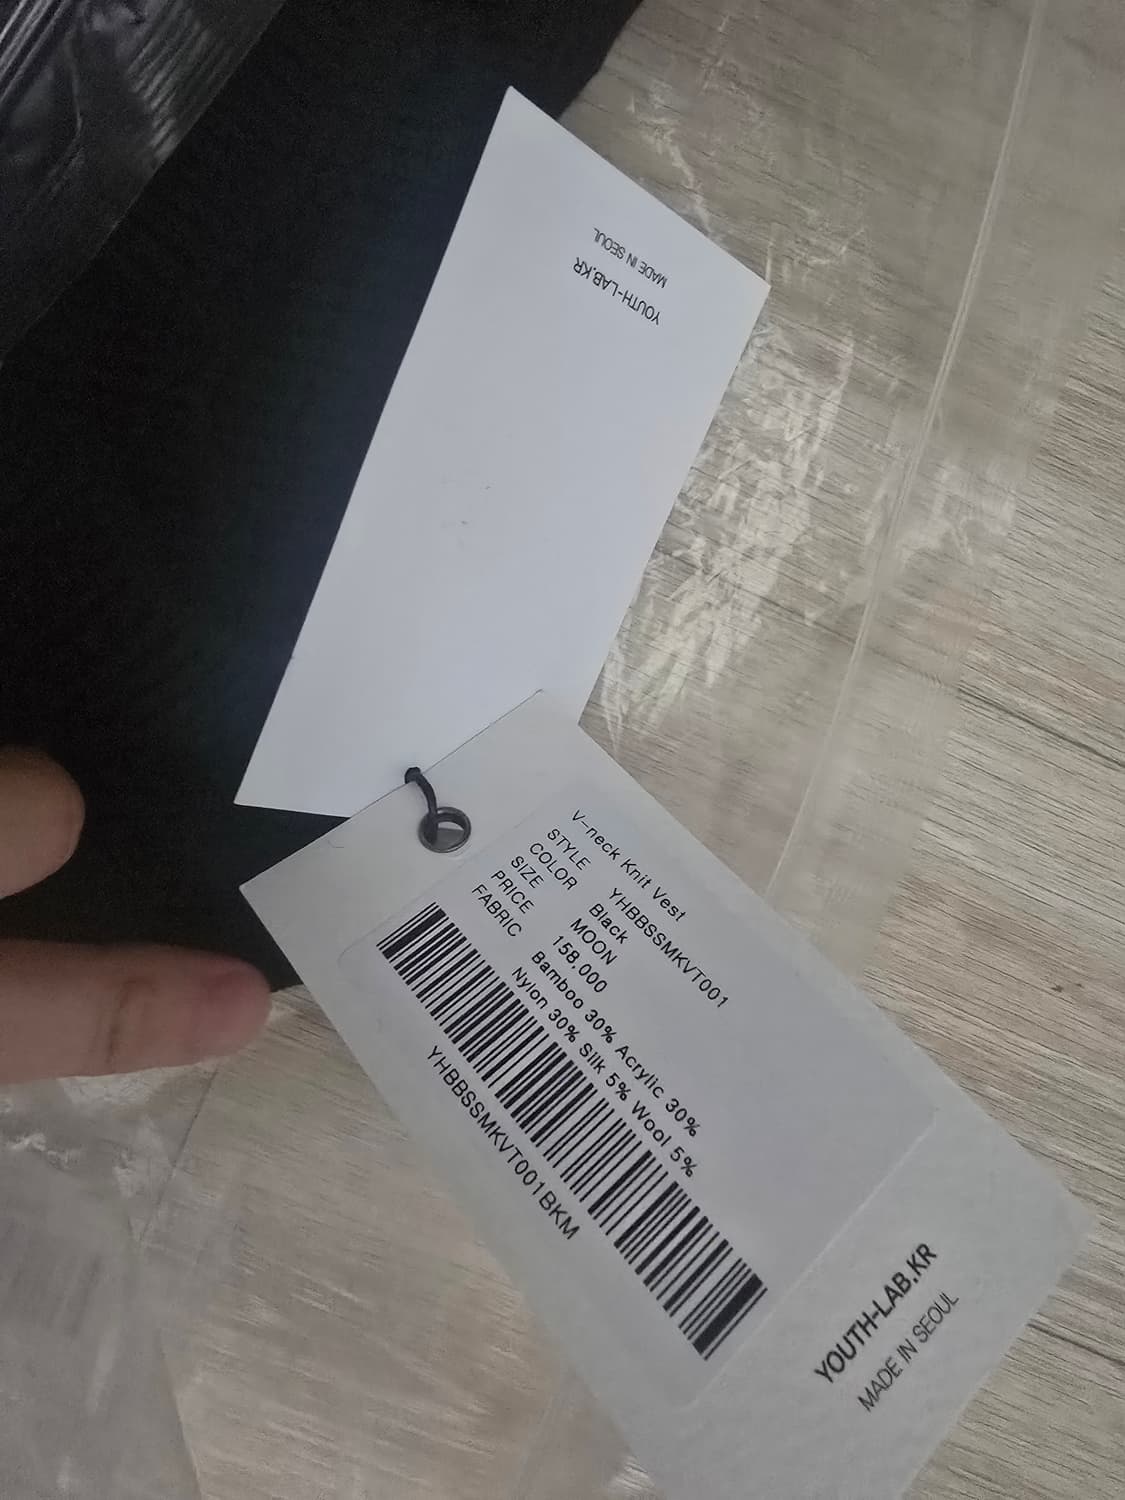 MADE IN SEOUL
YOUTH-LAB.KR
V-neck Knit Vest
STYLE YHBBSSMKVT001
COLOR Black
SIZE MOON
PRICE 158,000
FABRIC Bamboo 30% Acrylic 30%
Nylon 30% Silk 5% Wool 5%
YHBBSSMKVT001BKM
YOUTH-LAB.KR
MADE IN SEOUL